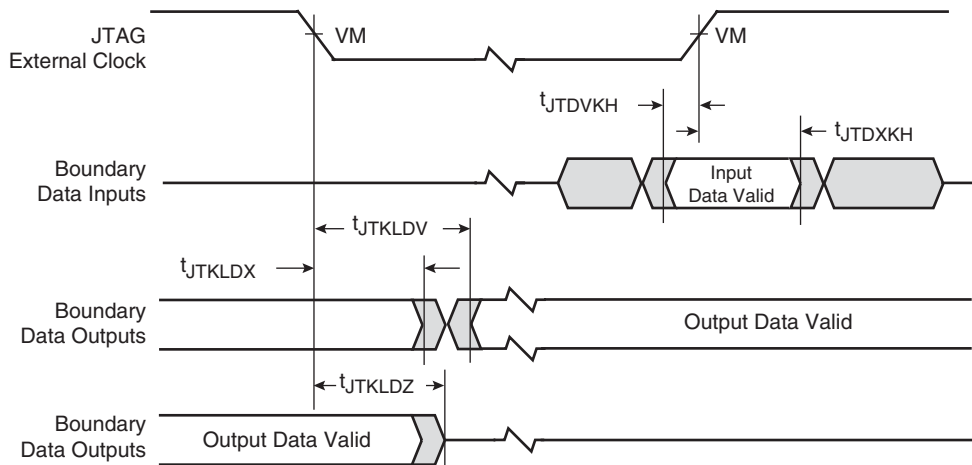 JTAG
External Clock
VM
VM
tJTDVKH
tJTDXKH
Boundary
Data Inputs
Input
Data Valid
tJTKLDV
tJTKLDX
Boundary
Data Outputs
Output Data Valid
tJTKLDZ
Boundary
Data Outputs
Output Data Valid